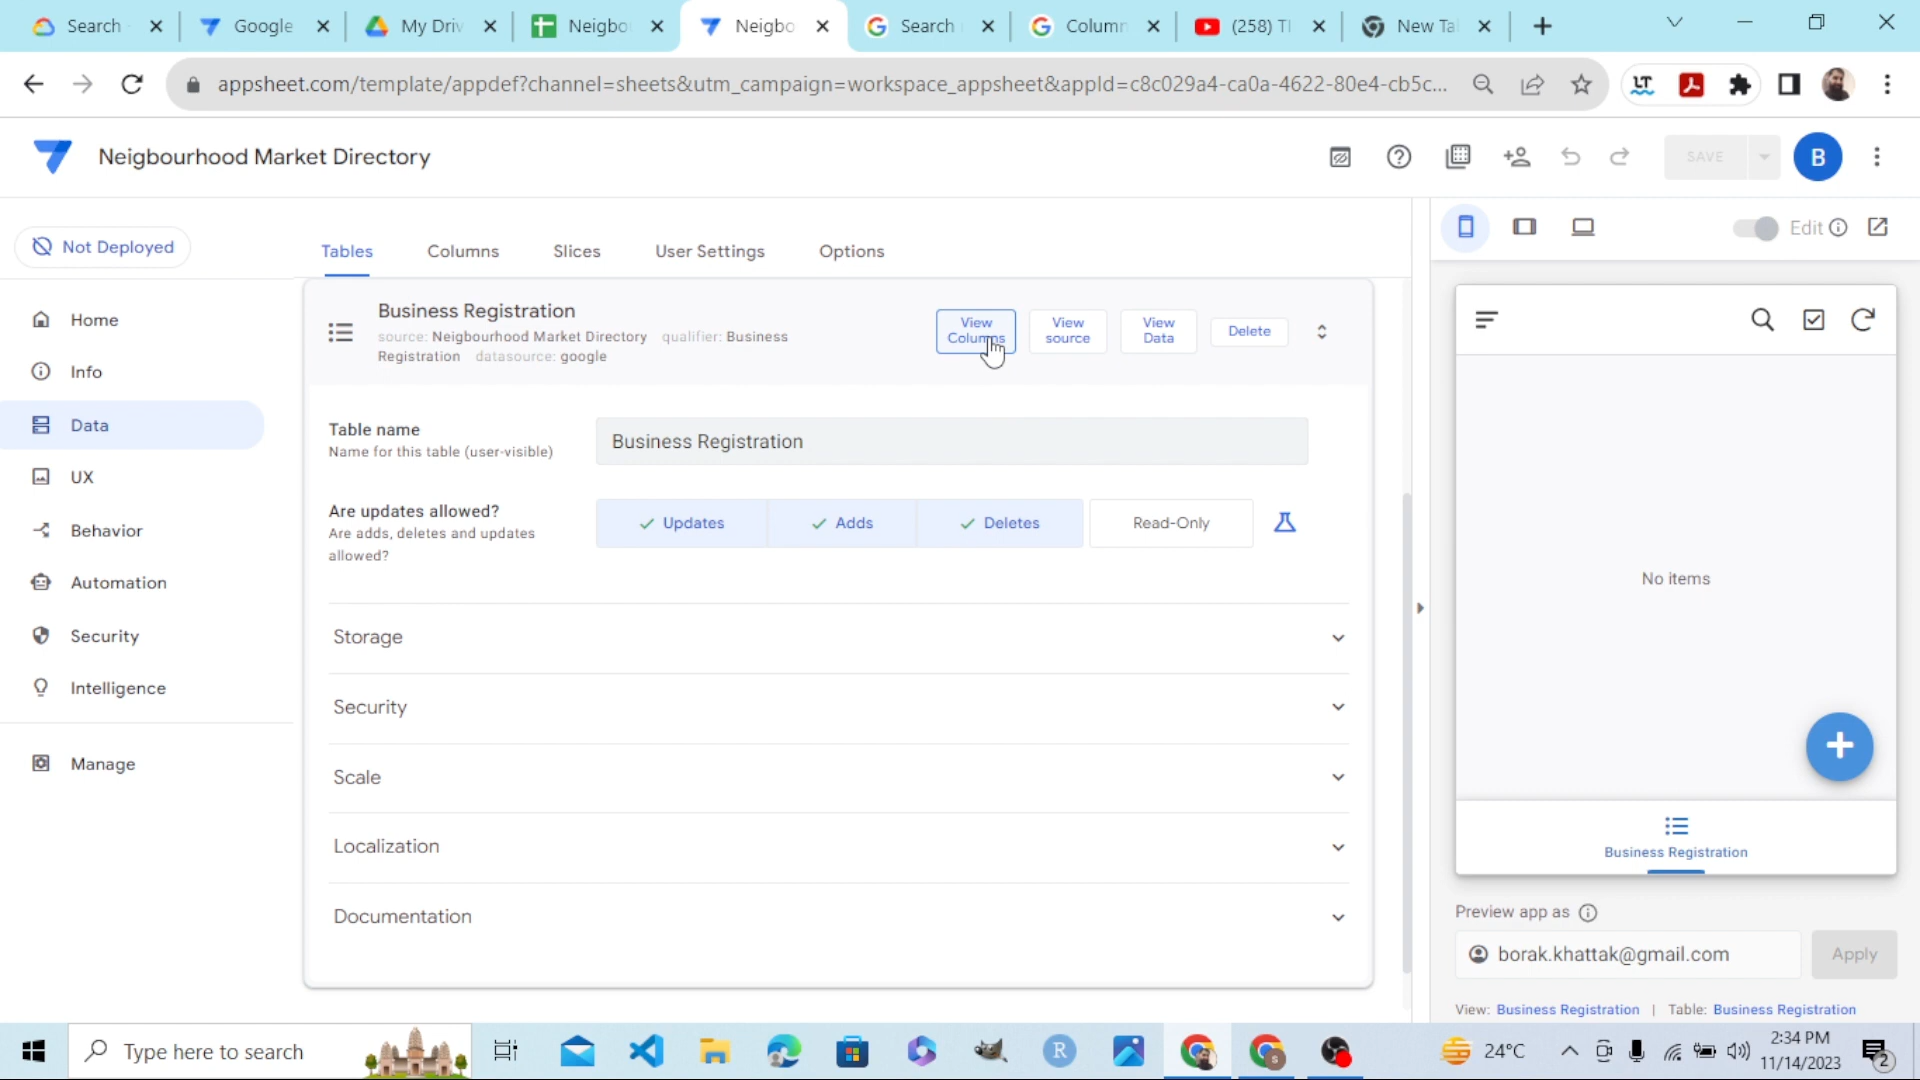 Search
Google
My Driv
Neigbo
Neigbo
Search
Column
(258) Tl
New Ta
appsheet.com/template/appdef?channel=sheets&utm_campaign=workspace_appsheet&appId=c8c029a4-ca0a-4622-80e4-cb5c...
Neigbourhood Market Directory
SAVE
B
Not Deployed
Home
Info
Data
UX
Behavior
Automation
Security
Intelligence
Manage
Tables
Columns
Slices
User Settings
Options
Business Registration
source: Neigbourhood Market Directory qualifier: Business
Registration datasource: google
View
Columns
View
source
View
Data
Delete
Table name
Name for this table (user-visible)
Business Registration
Are updates allowed?
Are adds, deletes and updates
allowed?
Updates
Adds
Deletes
Read-Only
Storage
Security
Scale
Localization
Documentation
Edit
No items
Business Registration
Preview app as
borak.khattak@gmail.com
Apply
View: Business Registration | Table: Business Registration
Type here to search
LT
R
S
24°C
2:34 PM
11/14/2023
2